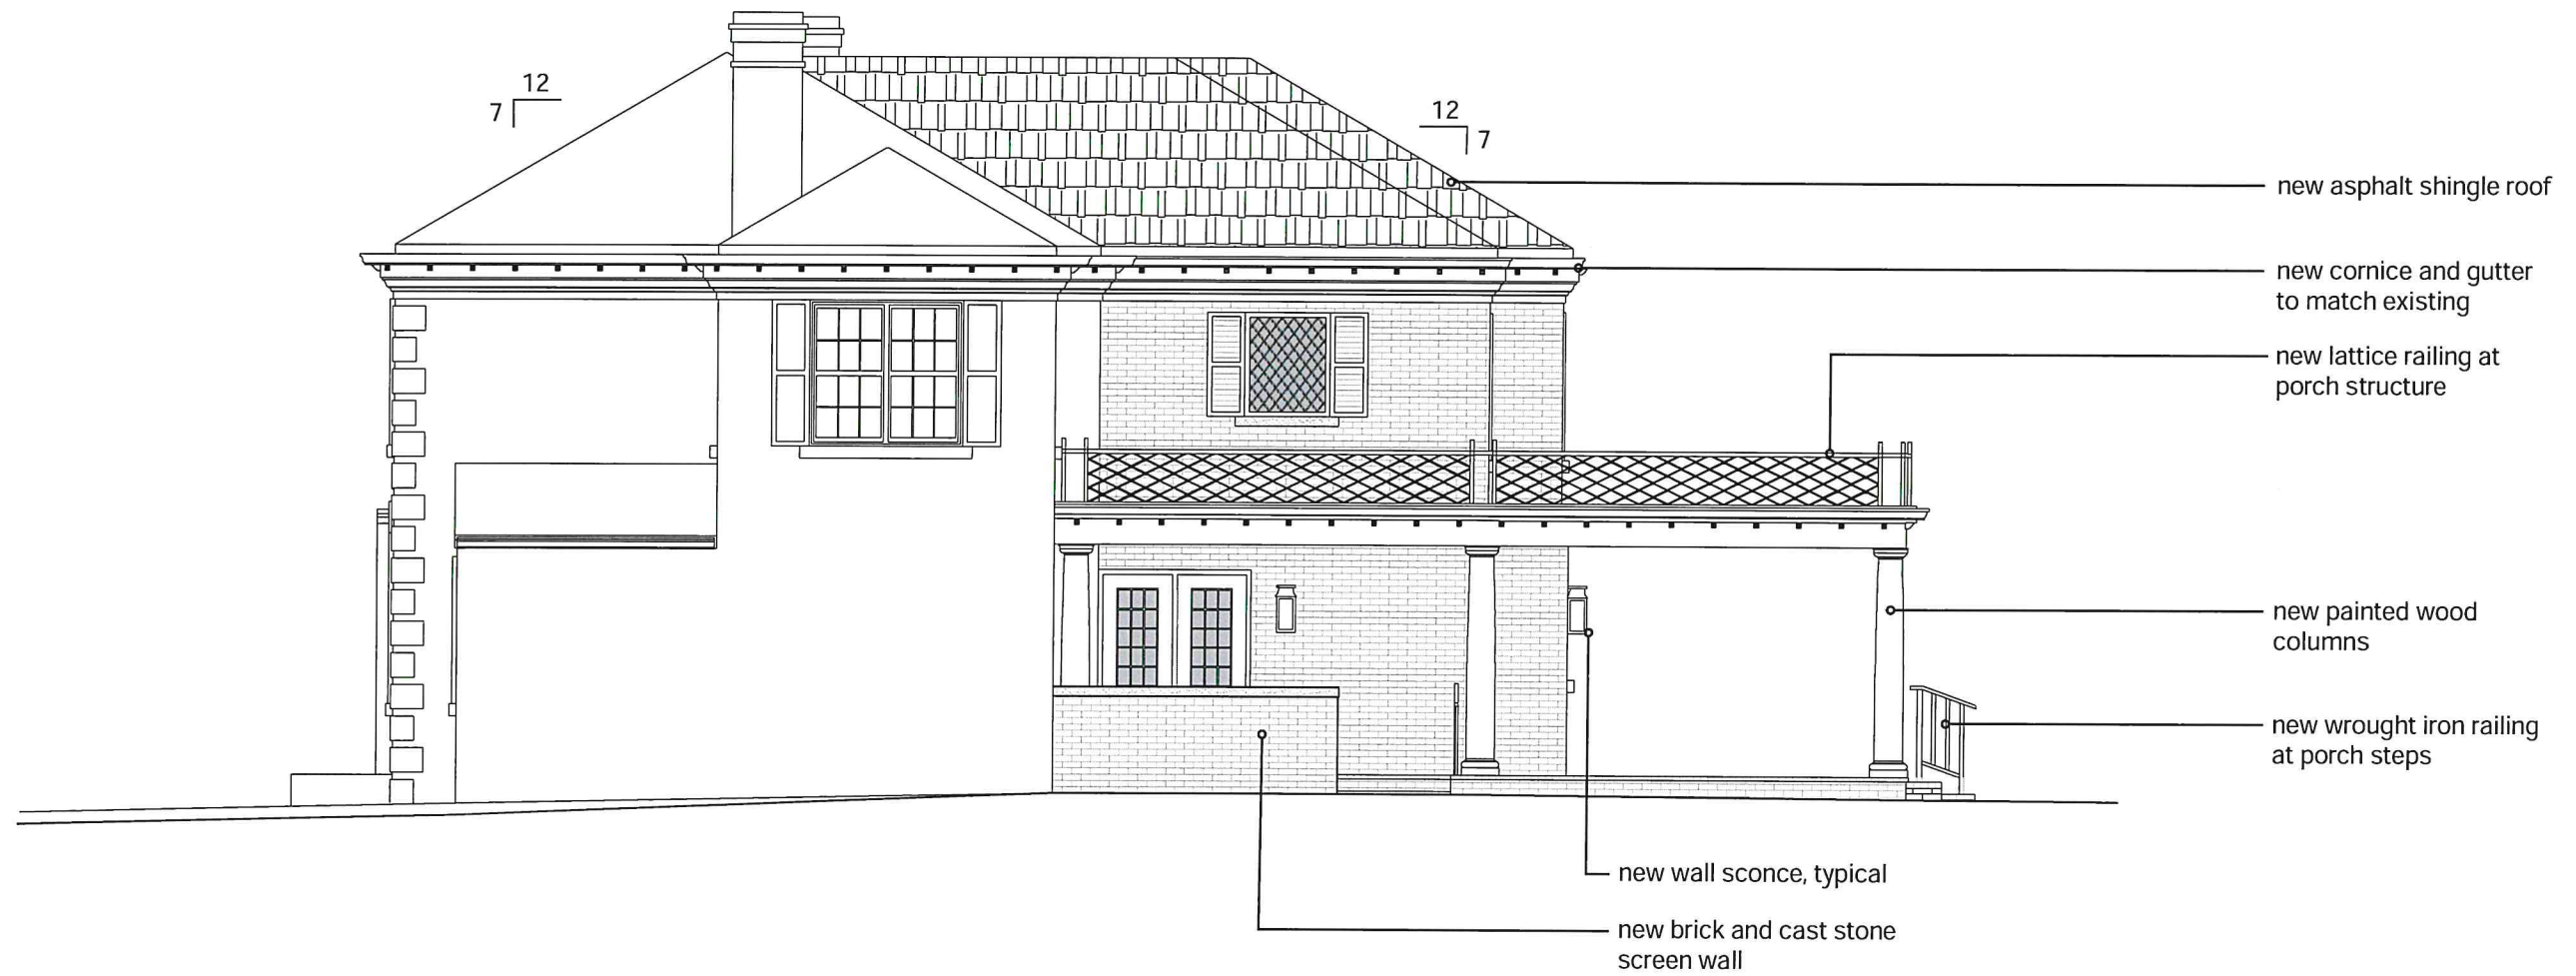 12
7
12
7
new asphalt shingle roof
new cornice and gutter
to match existing
new lattice railing at
porch structure
new painted wood
columns
new wrought iron railing
at porch steps
new wall sconce, typical
new brick and cast stone
screen wall